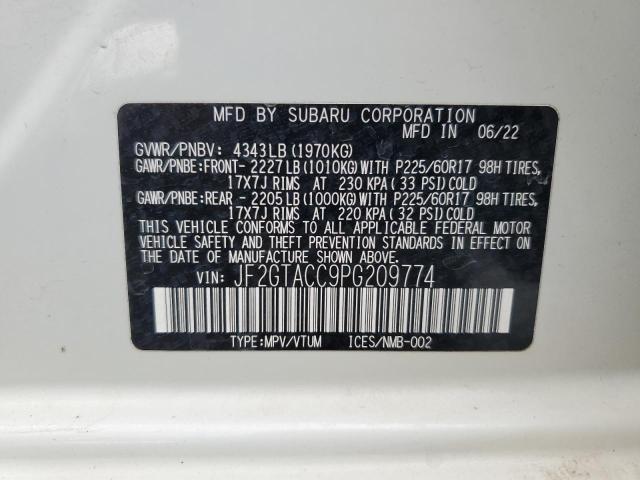 MFD BY SUBARU CORPORATION
MFD IN 06/22
GVWR/PNBV: 4343LB(1970KG)
GAWR/PNBE:FRONT-2227LB(1010KG)WITH P225/60R17 98H TIRES,
17X7J RIMS AT 230 KPA(33 PSI)COLD
GAWR/PNBE:REAR -2205LB(1000KG)WITH P225/60R17 98H TIRES,
17X7J RIMS AT 220 KPA(32 PSI)COLD
THIS VEHICLE CONFORMS TO ALL APPLICABLE FEDERAL MOTOR
VEHICLE SAFETY AND THEFT PREVENTION STANDARDS IN EFFECT ON
THE DATE OF MANUFACTURE SHOWN ABOVE.
VIN: JF2GTACC9PG209774
TYPE:MPV/VTUM ICES/NMB-002